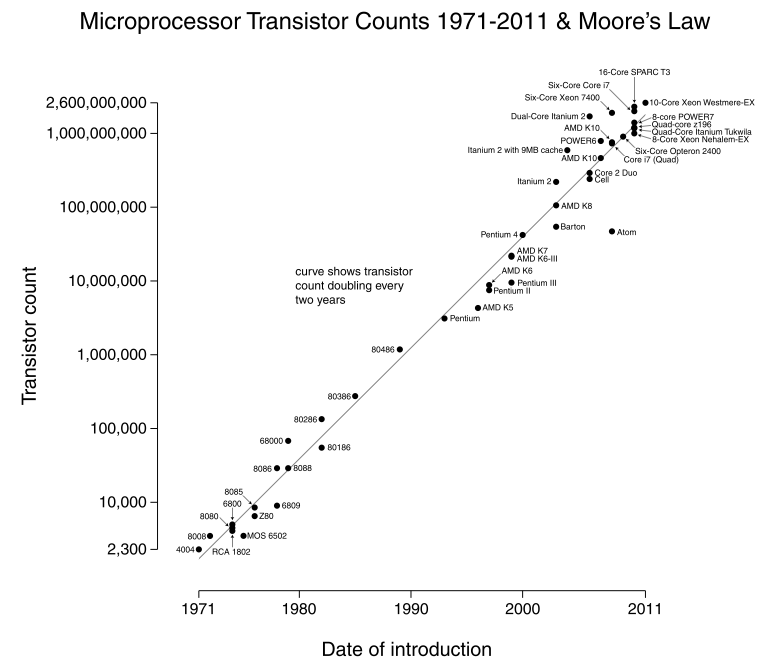 Microprocessor Transistor Counts 1971-2011 & Moore's Law
16-Core SPARC T3
Six-Core Core i7
Six-Core Xeon 7400
10-Core Xeon Westmere-EX
Dual-Core Itanium 2
8-core POWER7
Quad-core z196
Quad-Core Itanium Tukwila
8-Core Xeon Nehalem-EX
AMD K10
POWER6
Itanium 2 with 9MB cache
Six-Core Opteron 2400
AMD K10
Core i7 (Quad)
Core 2 Duo
Itanium 2
Cell
AMD K8
Barton
Pentium 4
Atom
AMD K7
AMD K6-III
curve shows transistor
count doubling every
two years
AMD K6
Pentium III
Pentium II
AMD K5
Pentium
80486
80386
80286
68000
80186
8086
8088
8085
6800
6809
8080
Z80
8008
MOS 6502
4004
RCA 1802
2,600,000,000
1,000,000,000
100,000,000
10,000,000
1,000,000
100,000
10,000
2,300
Transistor count
1971
1980
1990
2000
2011
Date of introduction